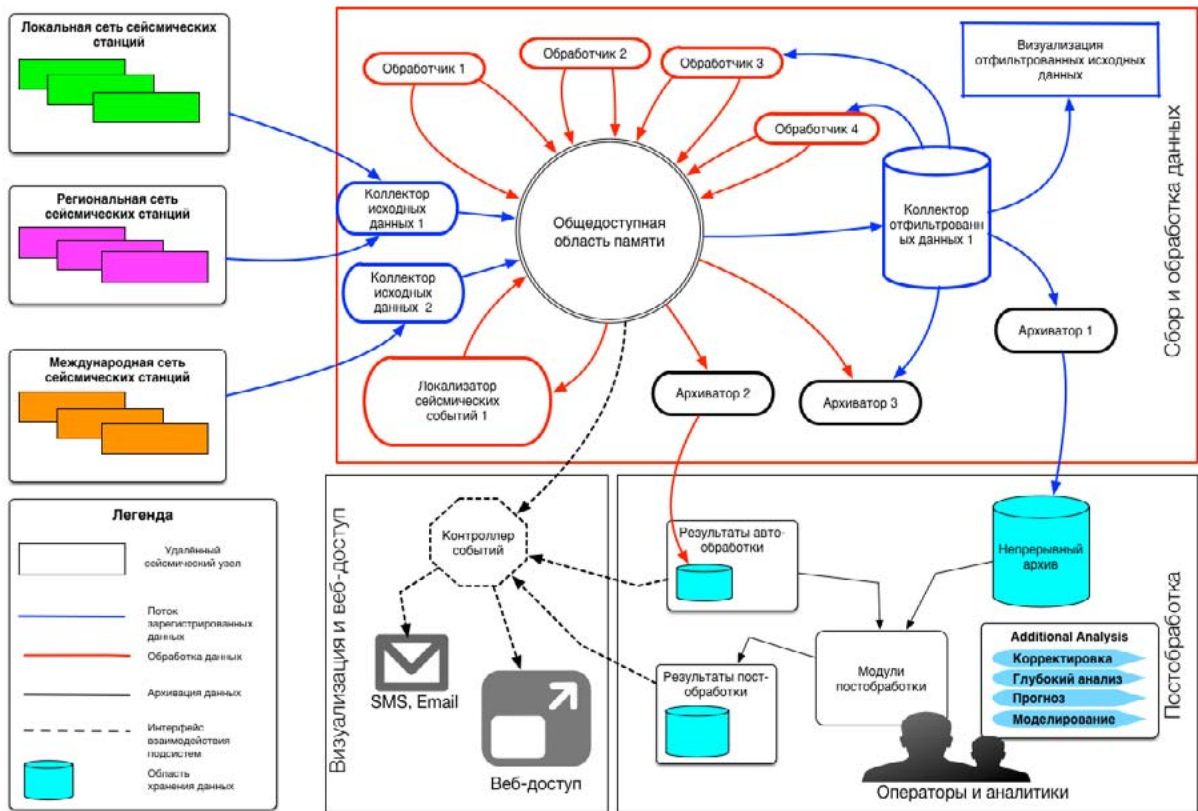 Локальная сеть сейсмических
станций
Региональная сеть
сейсмических станций
Международная сеть
сейсмических станций
Легенда
Удалённый
сейсмический узел
Поток
зарегистрированных
данных
Обработка данных
Архивация данных
Интерфейс
взаимодействия
подсистем
Область
хранения данных
Обработчик 1
Обработчик 2
Обработчик 3
Обработчик 4
Визуализация
отфильтрованных исходных
данных
Коллектор
исходных
данных 1
Коллектор
исходных
данных 2
Общедоступная
область памяти
Коллектор
отфильтрованн
ых данных 1
Локализатор
сейсмических
событий 1
Архиватор 2
Архиватор 3
Архиватор 1
Сбор и обработка данных
Визуализация и веб-доступ
Контроллер
событий
SMS, Email
Веб-доступ
Результаты авто-
обработки
Результаты пост-
обработки
Модули
постобработки
Непрерывный
архив
Additional Analysis
Корректировка
Глубокий анализ
Прогноз
Моделирование
Операторы и аналитики
Постобработка